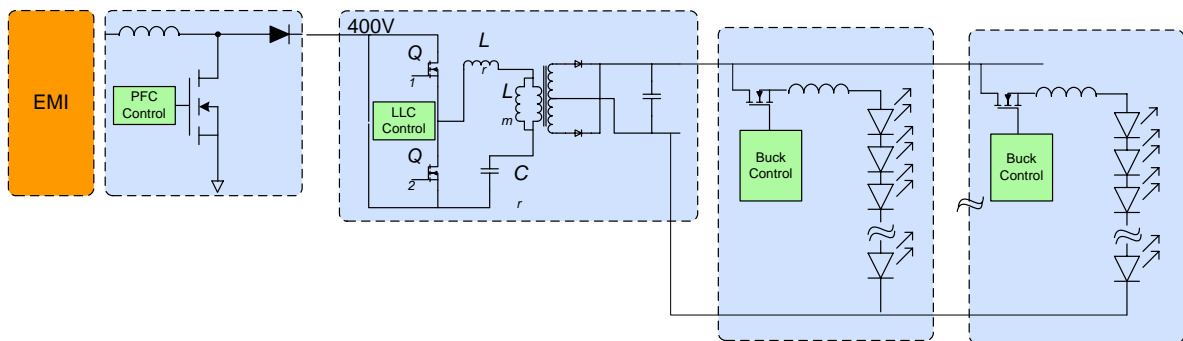 EMI
PFC
Control
400V
Q
1
LLC
Control
Q
2
L
r
L
m
C
r
Buck
Control
Buck
Control